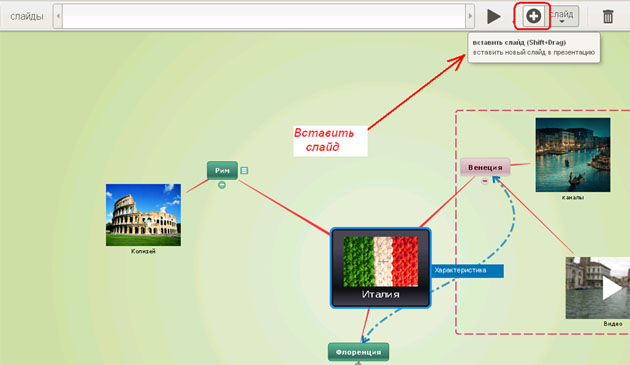 слайды
слайд
вставить слайд (Shift+Drag)
вставить новый слайд в презентацию
Вставить
слайд
Рим
Венеция
Колизей
каналы
Характеристика
Италия
Видео
Флоренция